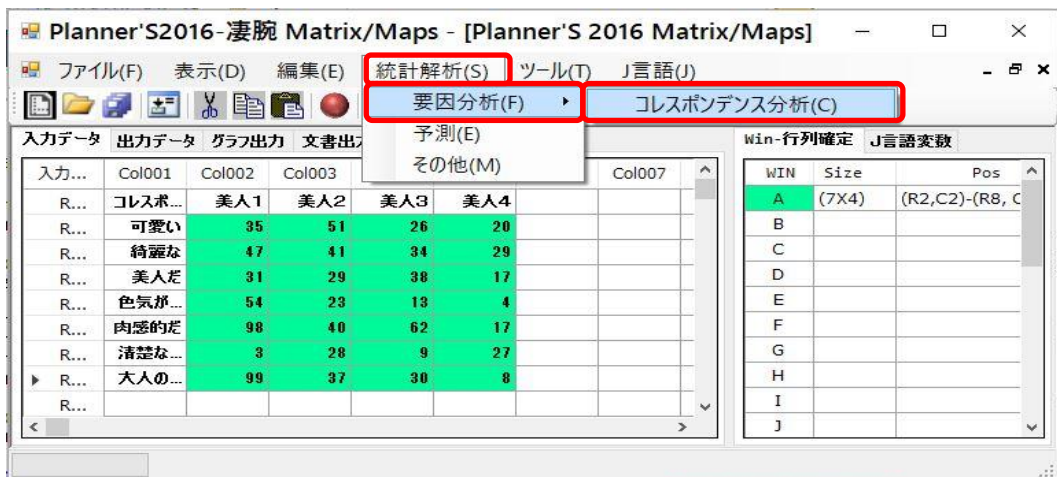 Planner'S2016-凄腕 Matrix/Maps - [Planner'S 2016 Matrix/Maps]
ファイル(F) 表示(D) 編集(E) 統計解析(S) ツール(T) J言語(J)
要因分析(F) コレスポンデンス分析(C)
予測(E)
その他(M)
入力データ 出力データ グラフ出力 文書出
Win-行列確定 J言語変数
入力... Col001 Col002 Col003 Col007
R... コレスポ... 美人1 美人2 美人3 美人4
R... 可愛い 35 51 26 20
R... 綺麗な 47 41 34 29
R... 美人だ 31 29 38 17
R... 色気が... 54 23 13 4
R... 肉感的だ 98 40 62 17
R... 清楚な... 3 28 9 27
R... 大人の... 99 37 30 8
R...
WIN Size Pos
A (7X4) (R2,C2)-(R8, C
B
C
D
E
F
G
H
I
J